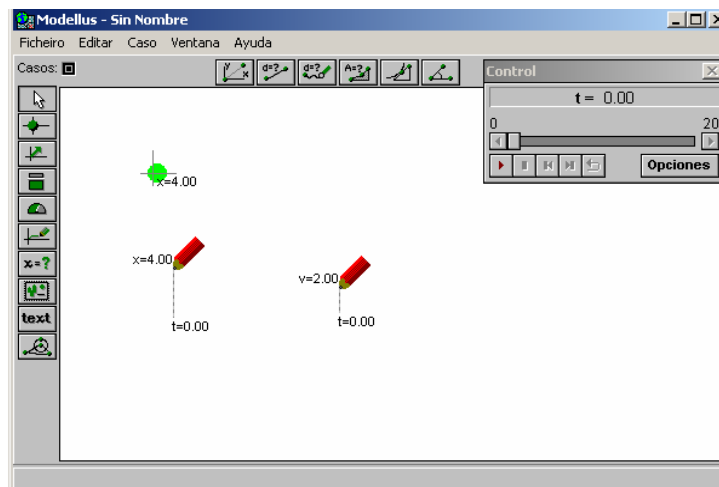 Modellus - Sin Nombre
Ficheiro Editar Caso Ventana Ayuda
Casos:
d=? d=? A=?
Control
t = 0.00
0 20
Opciones
x=4.00
x=4.00
v=2.00
t=0.00
t=0.00
x=?
text